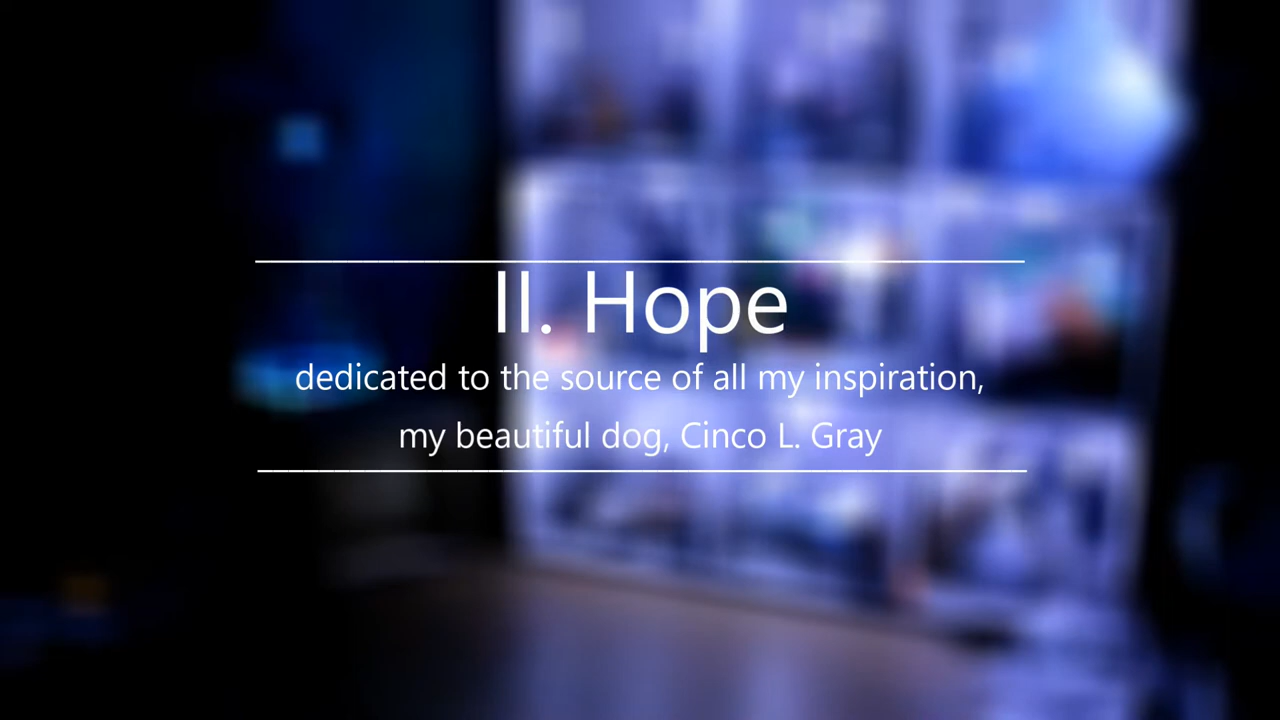 II. Hope
dedicated to the source of all my inspiration,
my beautiful dog, Cinco L. Gray